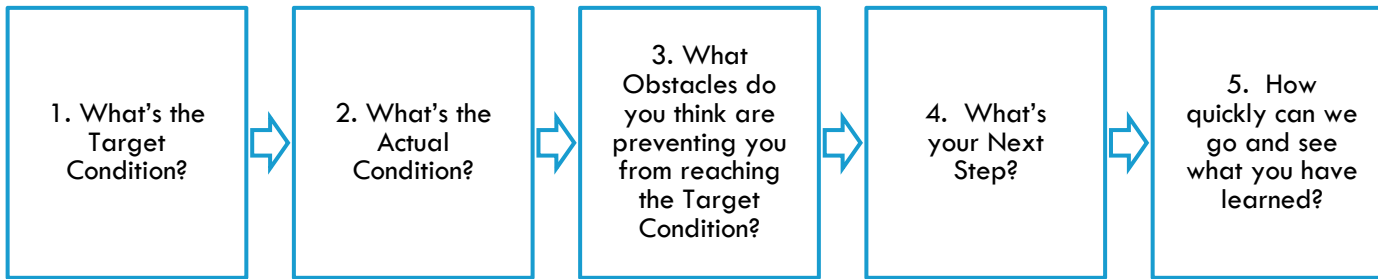 1. What's the
Target
Condition?
2. What's the
Actual
Condition?
3. What
Obstacles do
you think are
preventing you
from reaching
the Target
Condition?
4. What's
your Next
Step?
5. How
quickly can we
go and see
what you have
learned?